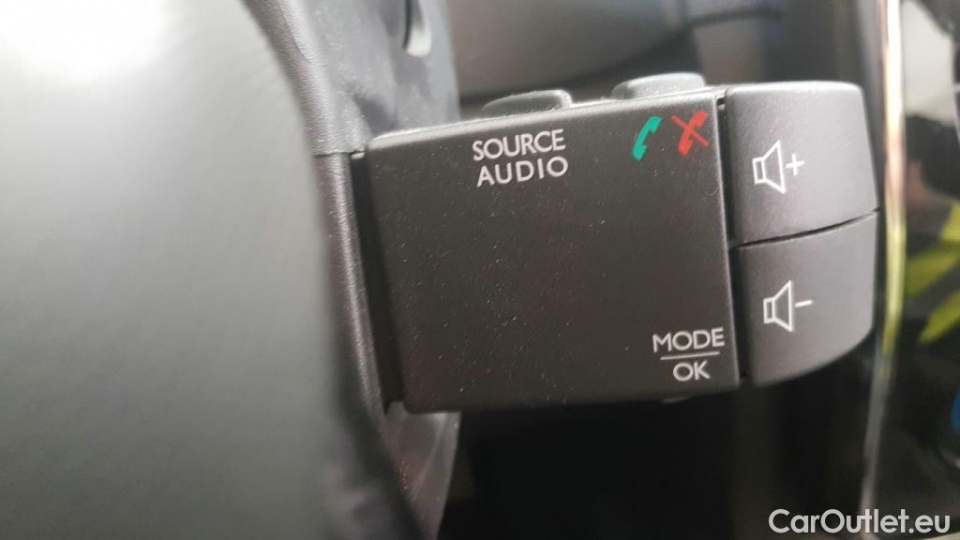 SOURCE
AUDIO
+
-
MODE
OK
CarOutlet.eu